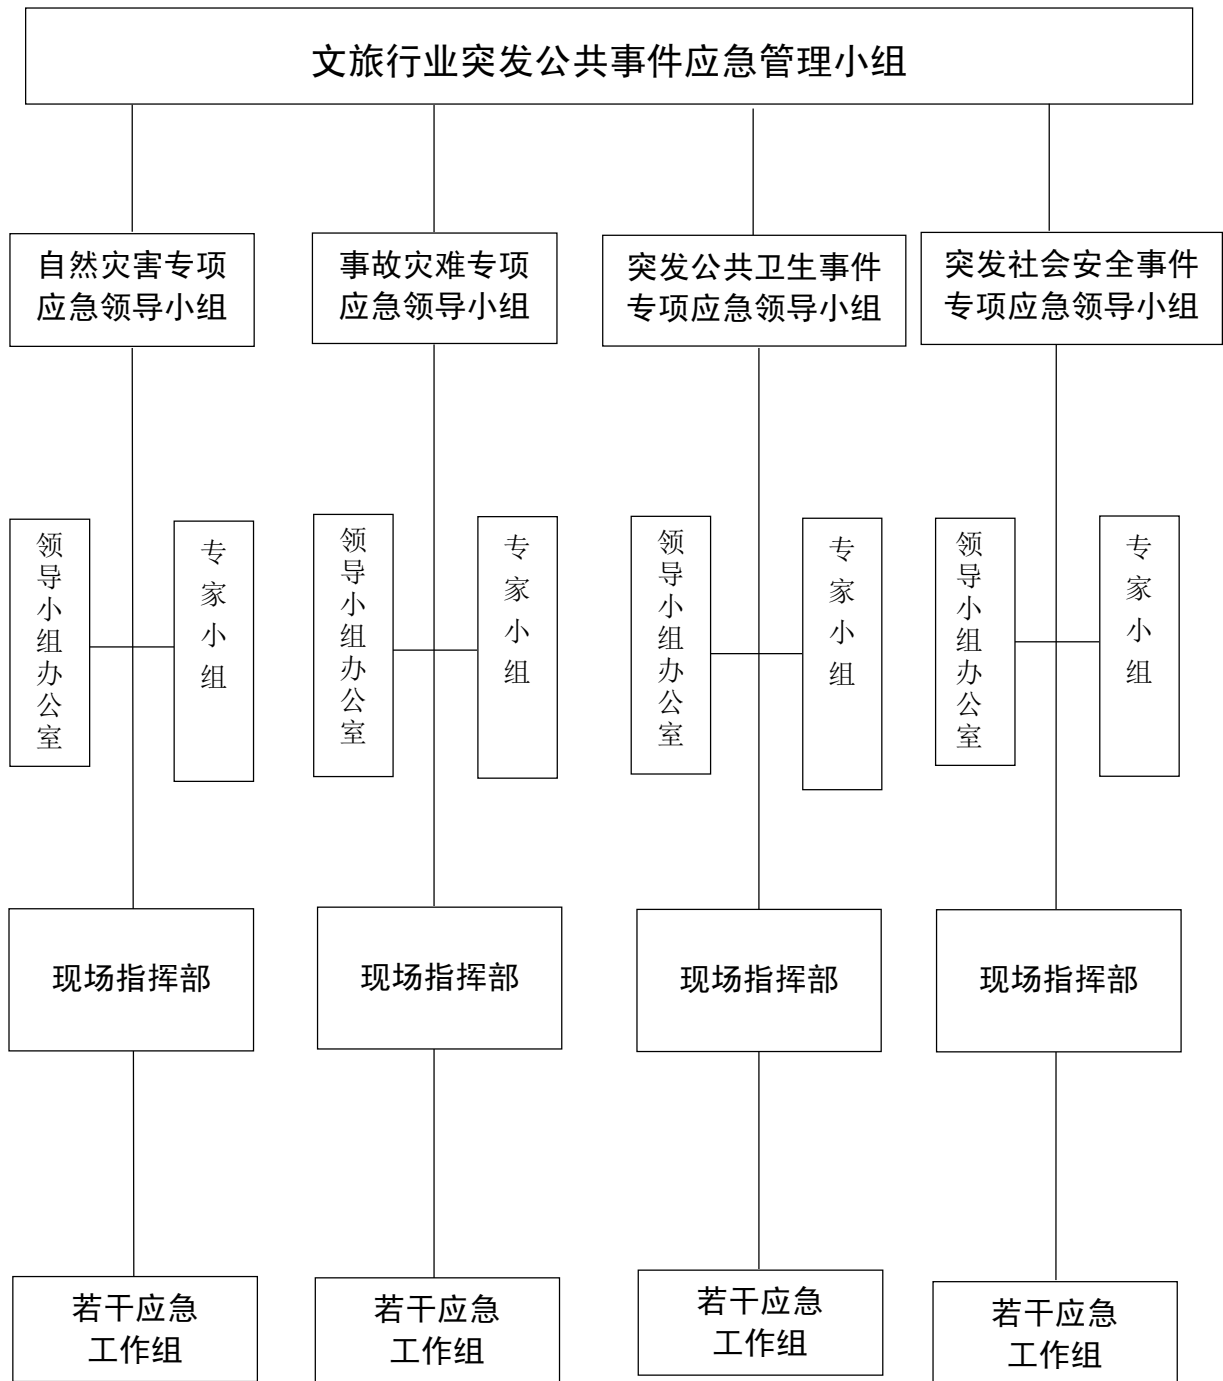 文旅行业突发公共事件应急管理小组
自然灾害专项
应急领导小组
事故灾难专项
应急领导小组
突发公共卫生事件
专项应急领导小组
突发社会安全事件
专项应急领导小组
领导小组办公室
专家小组
领导小组办公室
专家小组
领导小组办公室
专家小组
领导小组办公室
专家小组
现场指挥部
现场指挥部
现场指挥部
现场指挥部
若干应急
工作组
若干应急
工作组
若干应急
工作组
若干应急
工作组